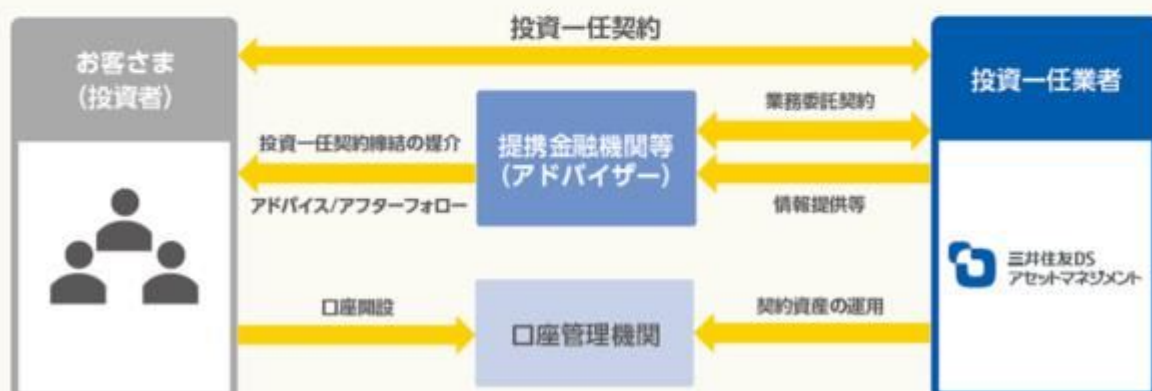 投資一任契約
お客さま
（投資者）
投資一任業者
業務委託契約
投資一任契約締結の媒介
提携金融機関等
（アドバイザー）
アドバイス/アフターフォロー
情報提供等
三井住友DS
アセットマネジメント
口座開設
契約資産の運用
口座管理機関